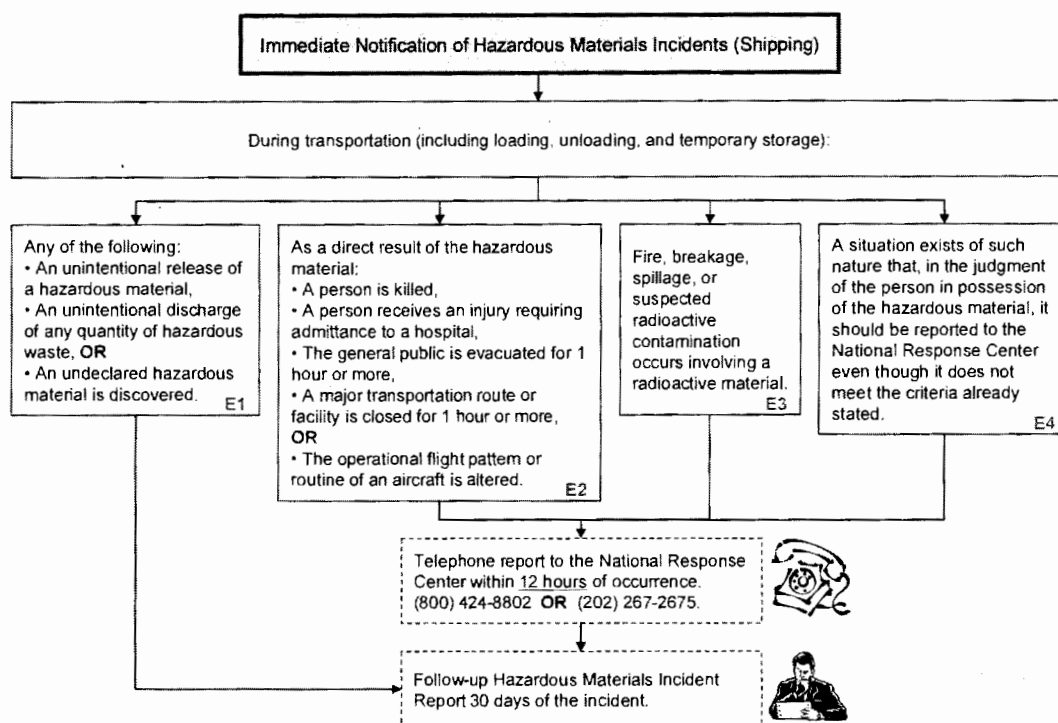 Immediate Notification of Hazardous Materials Incidents (Shipping)
During transportation (including loading, unloading, and temporary storage):
Any of the following:
• An unintentional release of
a hazardous material,
• An unintentional discharge
of any quantity of hazardous
waste, OR
• An undeclared hazardous
material is discovered.
E1
As a direct result of the hazardous
material:
• A person is killed,
• A person receives an injury requiring
admittance to a hospital,
• The general public is evacuated for 1
hour or more,
• A major transportation route or
facility is closed for 1 hour or more,
OR
• The operational flight pattern or
routine of an aircraft is altered.
E2
Fire, breakage,
spillage, or
suspected
radioactive
contamination
occurs involving a
radioactive material.
E3
A situation exists of such
nature that, in the judgment
of the person in possession
of the hazardous material, it
should be reported to the
National Response Center
even though it does not
meet the criteria already
stated.
E4
Telephone report to the National Response
Center within 12 hours of occurrence.
(800) 424-8802 OR (202) 267-2675.
Follow-up Hazardous Materials Incident
Report 30 days of the incident.